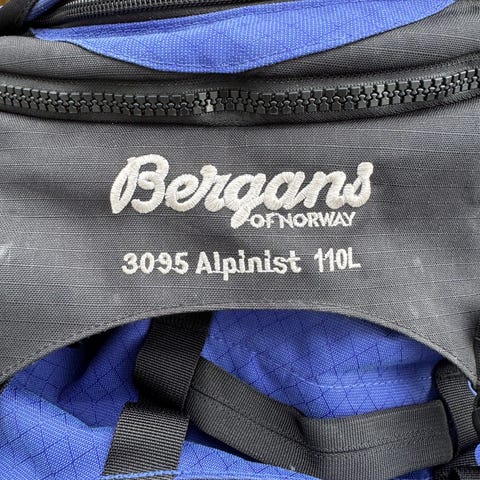 Bergans
OF NORWAY
3095 Alpinist 110L